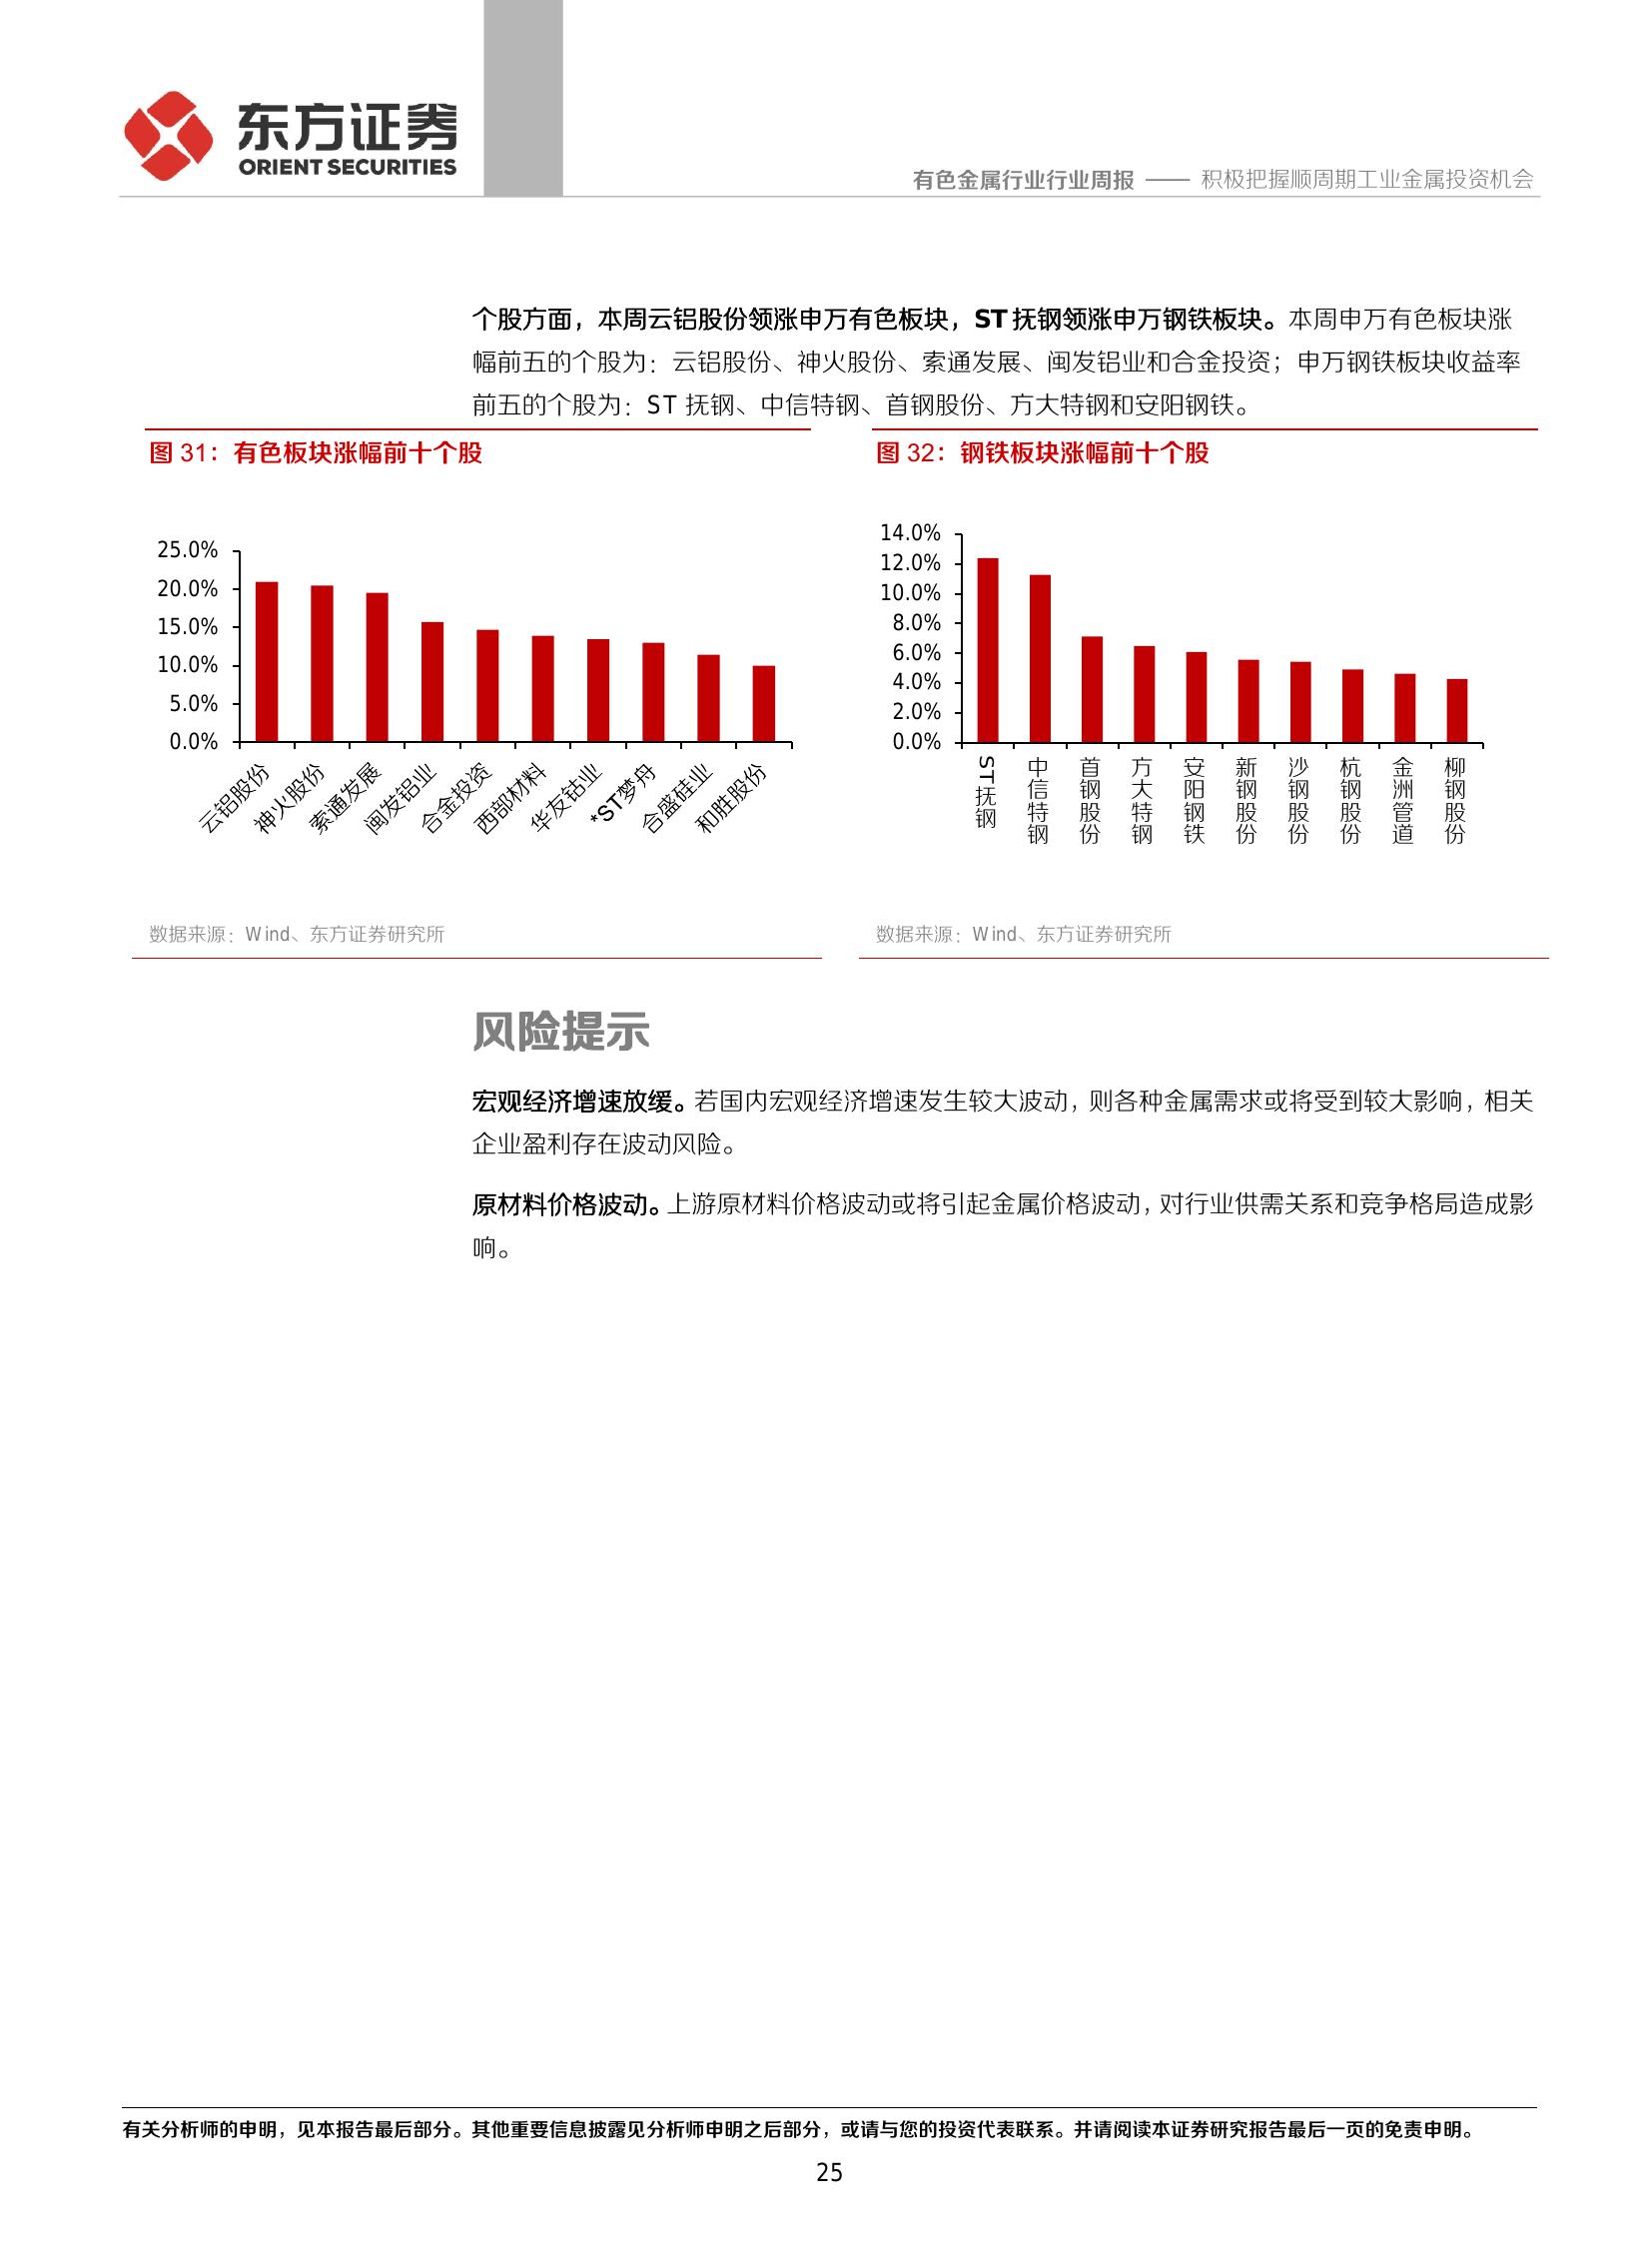 东方证券
ORIENT SECURITIES
有色金属行业行业周报 —— 积极把握顺周期工业金属投资机会
个股方面，本周云铝股份领涨申万有色板块，ST 抚钢领涨申万钢铁板块。本周申万有色板块涨
幅前五的个股为：云铝股份、神火股份、索通发展、闽发铝业和合金投资；申万钢铁板块收益率
前五的个股为：ST 抚钢、中信特钢、首钢股份、方大特钢和安阳钢铁。
图 31：有色板块涨幅前十个股
25.0%
20.0%
15.0%
10.0%
5.0%
0.0%
云铝股份
神火股份
索通发展
闽发铝业
合金投资
西部材料
华友钴业
*ST梦舟
合盛硅业
和胜股份
数据来源：Wind、东方证券研究所
图 32：钢铁板块涨幅前十个股
14.0%
12.0%
10.0%
8.0%
6.0%
4.0%
2.0%
0.0%
ST抚钢
中信特钢
首钢股份
方大特钢
安阳钢铁
新钢股份
沙钢股份
杭钢股份
金洲管道
柳钢股份
数据来源：Wind、东方证券研究所
风险提示
宏观经济增速放缓。若国内宏观经济增速发生较大波动，则各种金属需求或将受到较大影响，相关
企业盈利存在波动风险。
原材料价格波动。上游原材料价格波动或将引起金属价格波动，对行业供需关系和竞争格局造成影
响。
有关分析师的申明，见本报告最后部分。其他重要信息披露见分析师申明之后部分，或请与您的投资代表联系。并请阅读本证券研究报告最后一页的免责申明。
25